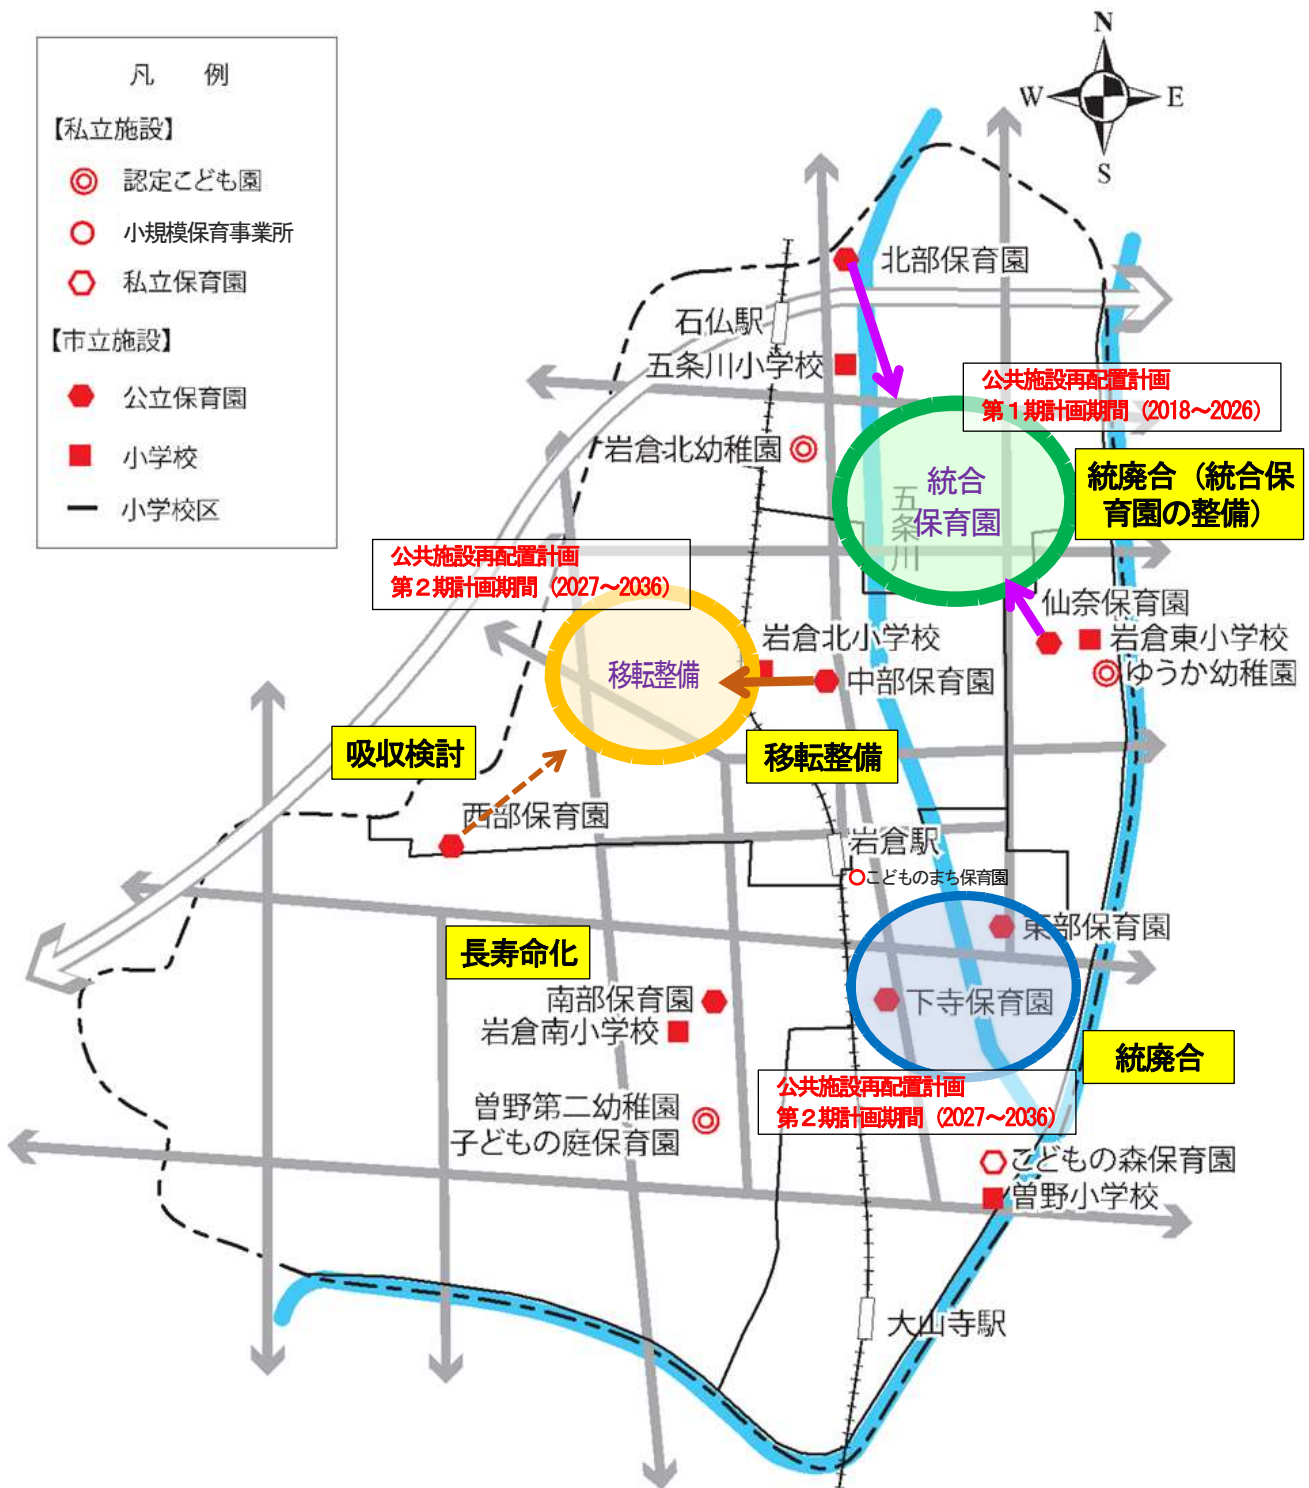 凡　例
【私立施設】
認定こども園
小規模保育事業所
私立保育園
【市立施設】
公立保育園
小学校
小学校区
N
W
E
S
北部保育園
石仏駅
五条川小学校
公共施設再配置計画
第１期計画期間（2018～2026）
岩倉北幼稚園
統合
保育園
五条川
統廃合（統合保
育園の整備）
公共施設再配置計画
第２期計画期間（2027～2036）
仙奈保育園
岩倉北小学校
岩倉東小学校
移転整備
中部保育園
ゆうか幼稚園
吸収検討
移転整備
西部保育園
岩倉駅
こどものまち保育園
東部保育園
長寿命化
南部保育園
下寺保育園
岩倉南小学校
統廃合
公共施設再配置計画
第２期計画期間（2027～2036）
曽野第二幼稚園
子どもの庭保育園
こどもの森保育園
曽野小学校
大山寺駅